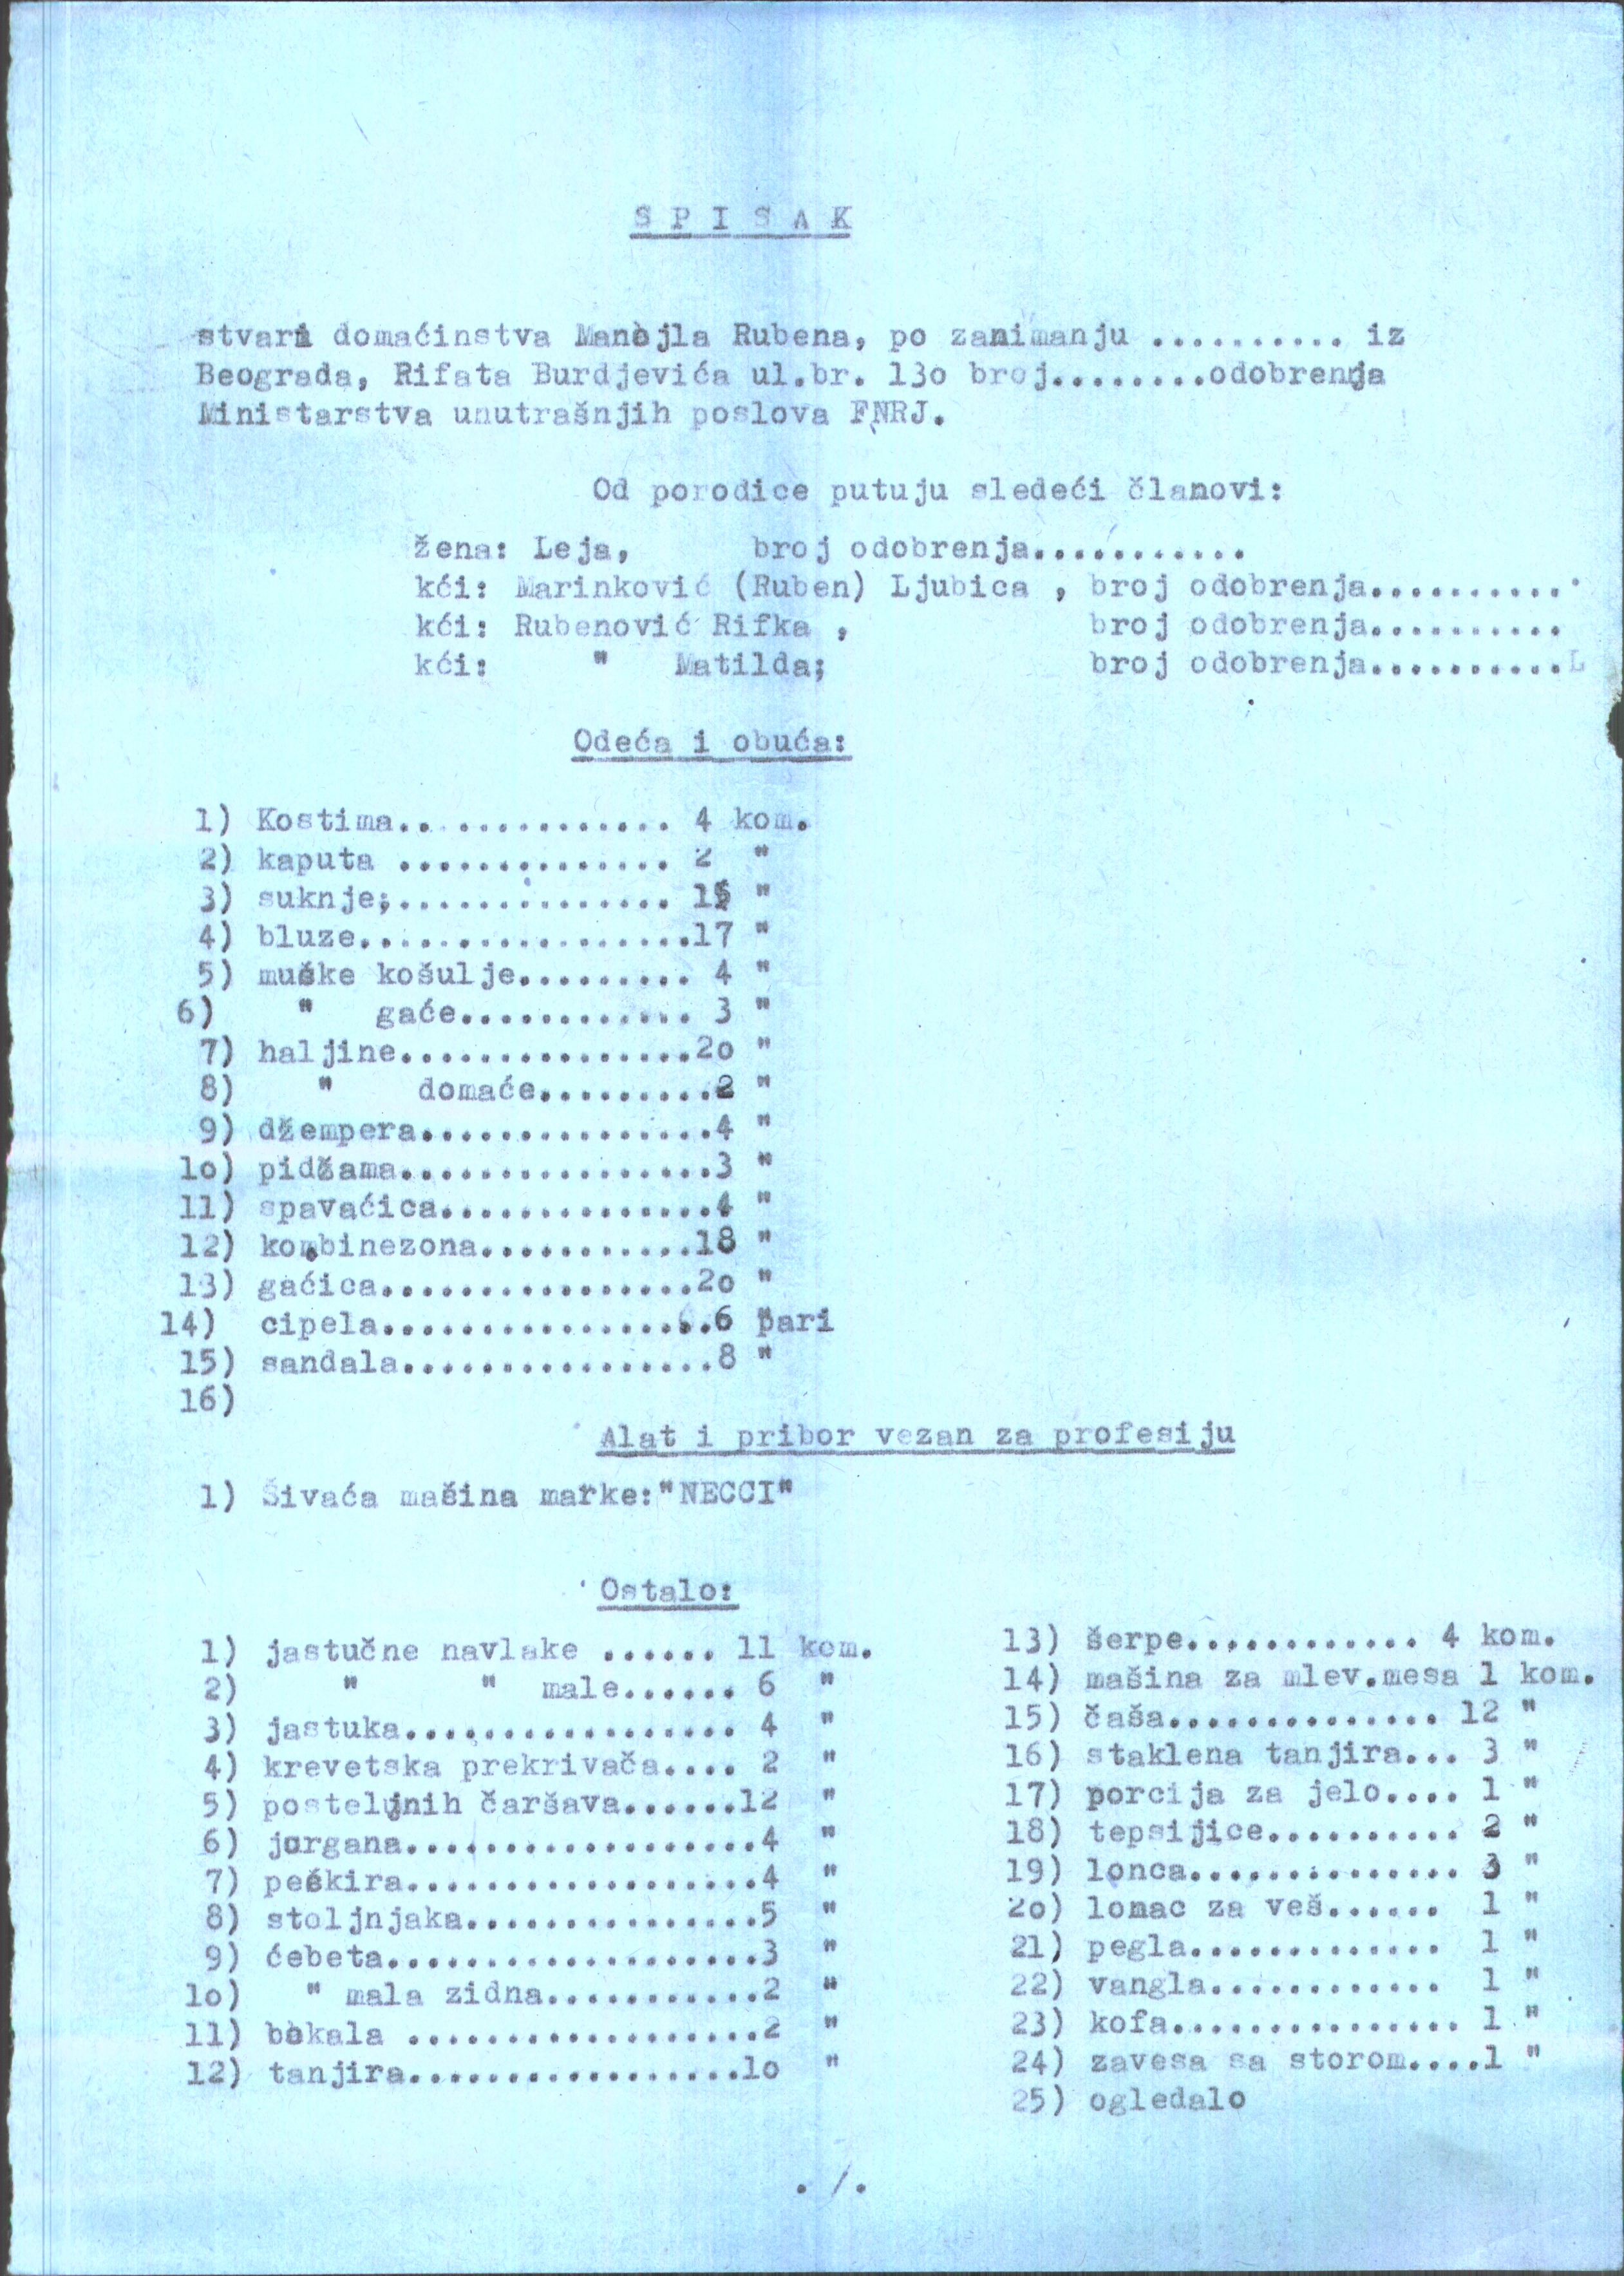 S P I S A K
stvari domaćinstva Manojla Rubena, po zanimanju .......... iz
Beograda, Rifata Burdjevića ul.br. 13o broj........odobrenja
Ministarstva unutrašnjih poslova FNRJ.
Od porodice putuju sledeći članovi:
žena: Leja, broj odobrenja...........
kći: Marinković (Ruben) Ljubica , broj odobrenja..........
kći: Rubenović Rifka , broj odobrenja..........
kći: " Matilda; broj odobrenja..........
Odeća i obuća:
1) Kostima.. ........... 4 kom.
2) kaputa .............. 2 "
3) suknje;.............. "
4) bluze.................17 "
5) muške košulje......... 4 "
6) " gaće............ 3 "
7) haljine...............2o "
8) " domaće.........2 "
9) džempera...............4 "
1o) pidžama................3 "
11) spavaćica..............4 "
12) kombinezona...........18 "
13) gaćica................2o "
14) cipela.................6 pari
15) sandala................8 "
16)
Alat i pribor vezan za profesiju
1) Šivaća mašina marke:"NECCI"
Ostalo:
1) jastučne navlake ...... 11 kom.
2) " " male...... 6 "
3) jastuka................. 4 "
4) krevetska prekrivača.... 2 "
5) posteljnih čaršava......12 "
6) jorgana..................4 "
7) peškira..................4 "
8) stoljnjaka...............5 "
9) ćebeta...................3 "
1o) " mala zidna...........2 "
11) bokala ..................2 "
12) tanjira.................1o "
13) šerpe............ 4 kom.
14) mašina za mlev.mesa 1 kom.
15) čaša.............. 12 "
16) staklena tanjira... 3 "
17) porcija za jelo.... 1 "
18) tepsijice.......... 2 "
19) lonca.............. 3 "
2o) lonac za veš...... 1 "
21) pegla............. 1 "
22) vangla............ 1 "
23) kofa............... 1 "
24) zavesa sa storom....1 "
25) ogledalo
./.